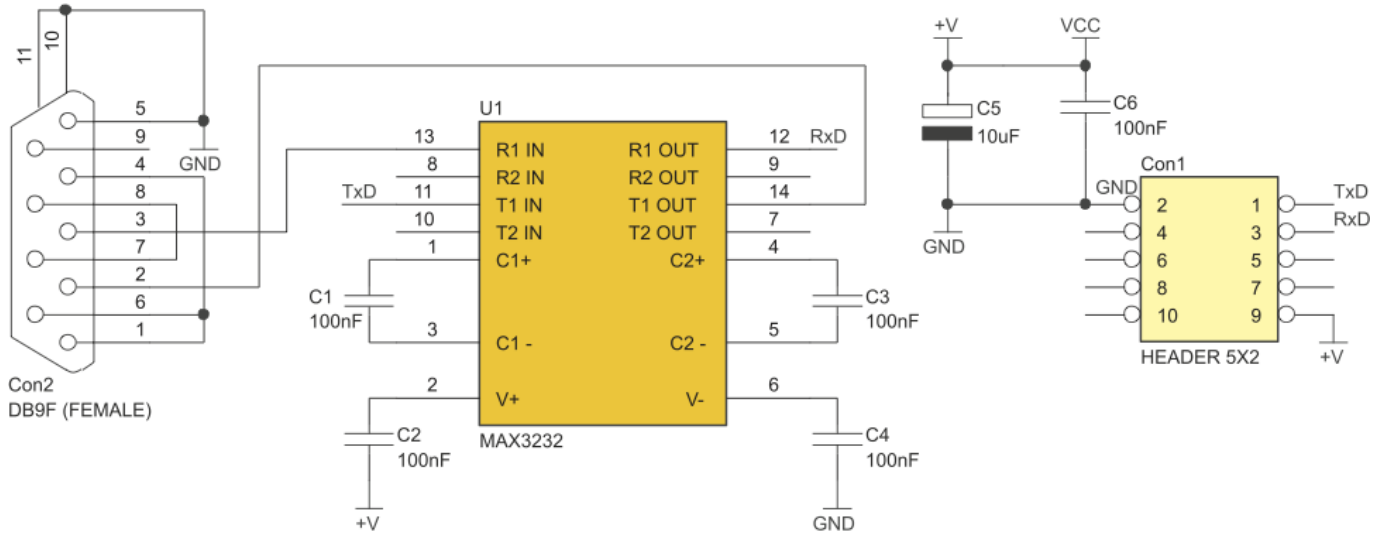 11
10
5
9
4
8
3
7
2
6
1
GND
Con2
DB9F (FEMALE)
U1
13
8
11
10
1
3
2
TxD
R1 IN
R2 IN
T1 IN
T2 IN
C1+
C1 -
V+
R1 OUT
R2 OUT
T1 OUT
T2 OUT
C2+
C2 -
V-
12
9
14
7
4
5
6
RxD
MAX3232
C1
100nF
C2
100nF
+V
C3
100nF
C4
100nF
GND
+V
VCC
C5
10uF
C6
100nF
GND
Con1
GND
2 1
4 3
6 5
8 7
10 9
TxD
RxD
+V
HEADER 5X2